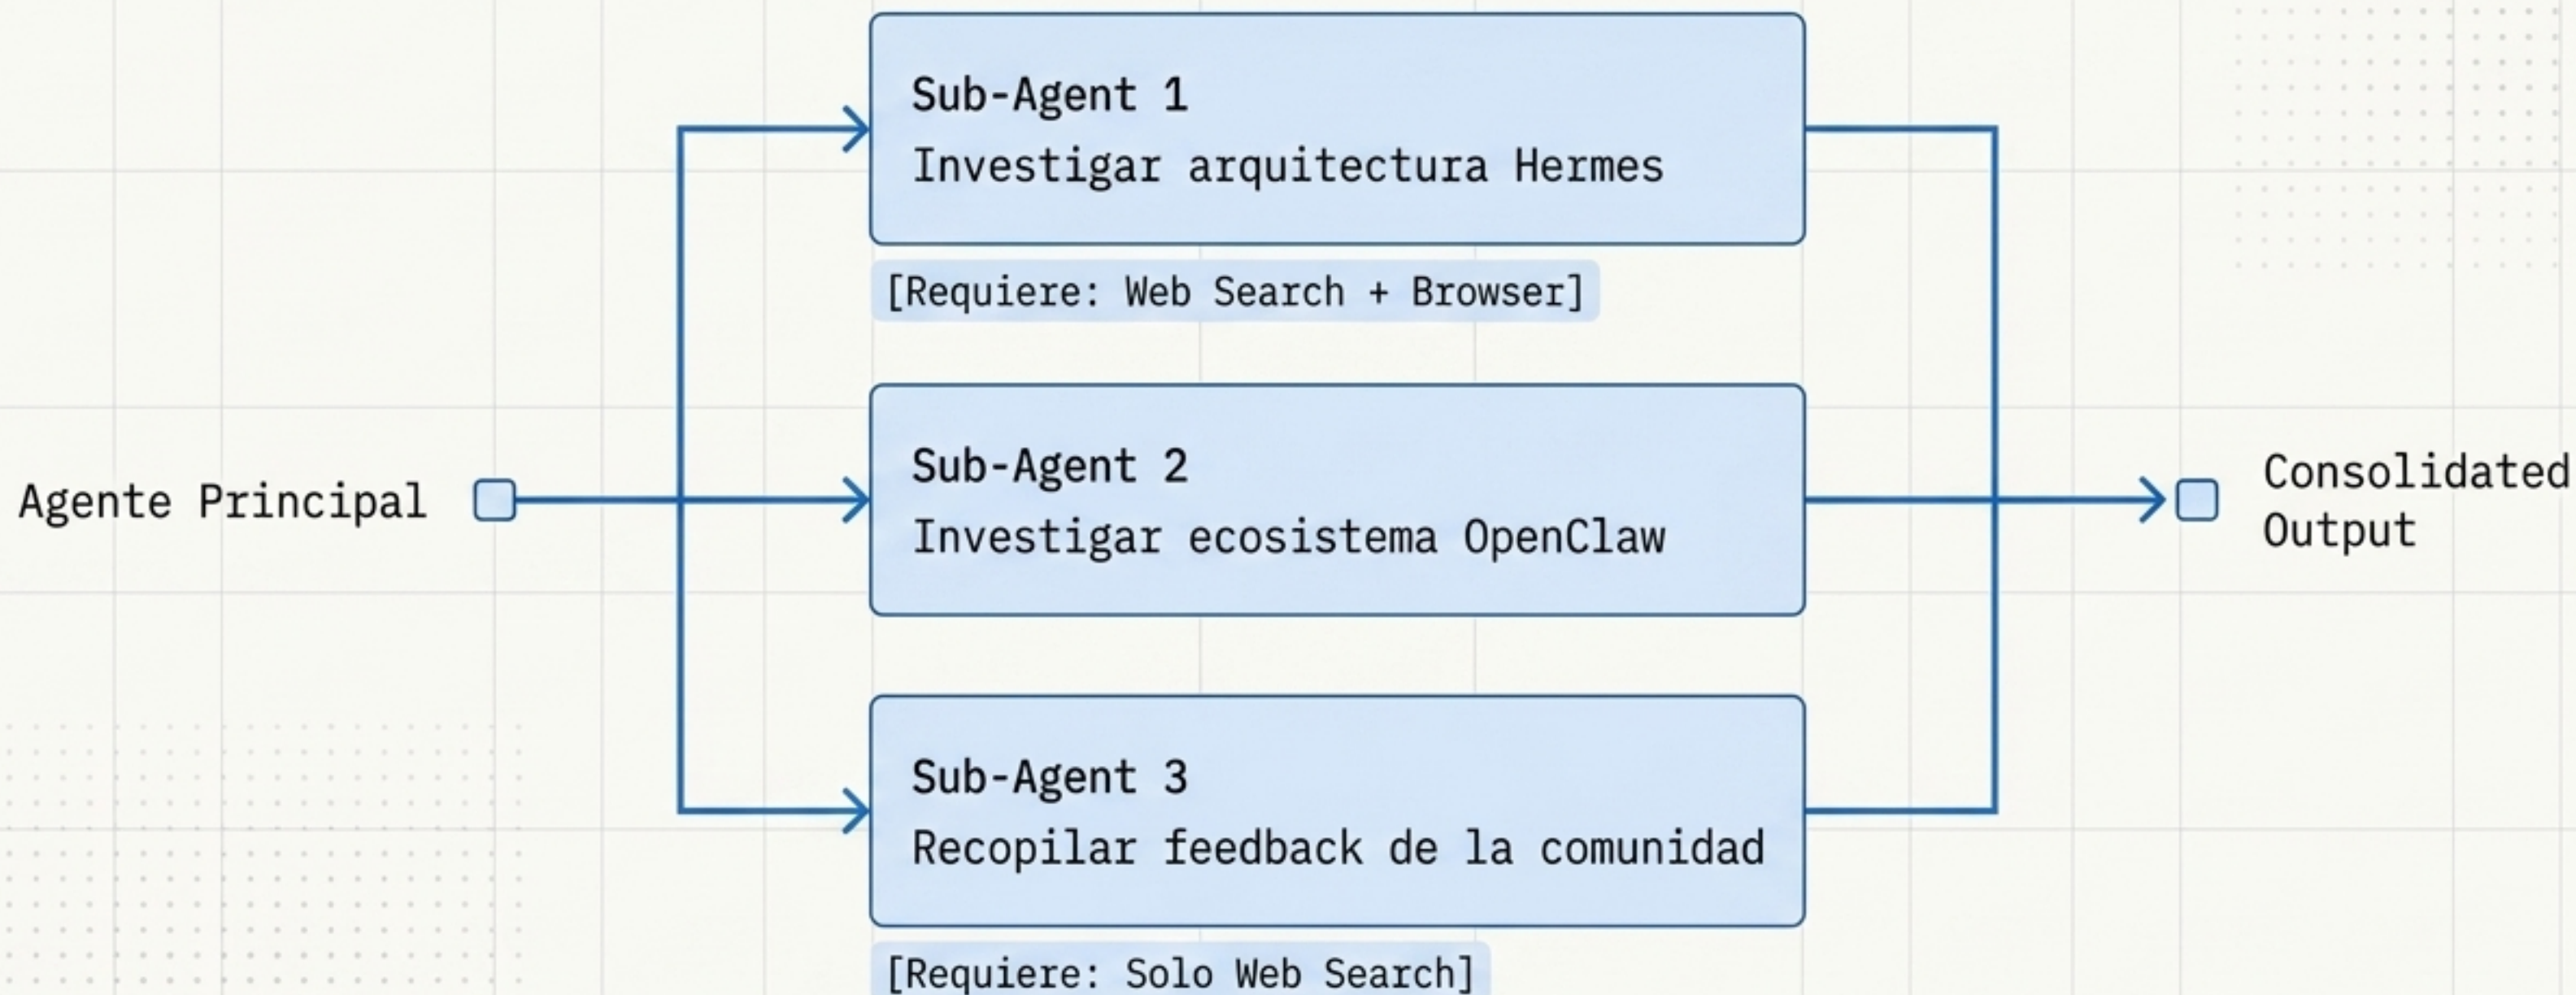 Sub-Agent 1
Investigar arquitectura Hermes
[Requiere: Web Search + Browser]
Agente Principal
Sub-Agent 2
Investigar ecosistema OpenClaw
Consolidated
Output
Sub-Agent 3
Recopilar feedback de la comunidad
[Requiere: Solo Web Search]